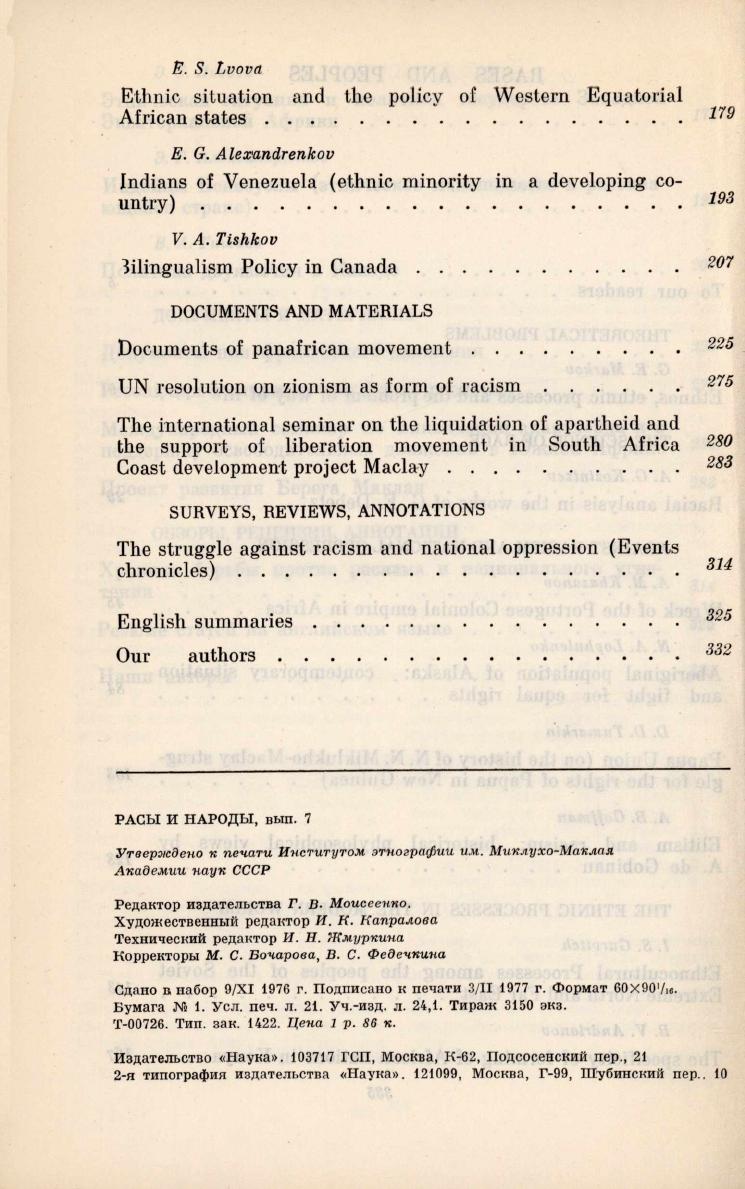 E. S. Lvova
Ethnic situation and the policy of Western Equatorial
African states . . . . . . . . . . . . . . . . . 179
E. G. Alexandrenkov
Indians of Venezuela (ethnic minority in a developing co-
untry) . . . . . . . . . . . . . . . . . . . 193
V. A. Tishkov
Bilingualism Policy in Canada . . . . . . . . . . . 207
DOCUMENTS AND MATERIALS
Documents of panafrican movement . . . . . . . . . 225
UN resolution on zionism as form of racism . . . . . . 275
The international seminar on the liquidation of apartheid and
the support of liberation movement in South Africa 280
Coast development project Maclay . . . . . . . . . . 283
SURVEYS, REVIEWS, ANNOTATIONS
The struggle against racism and national oppression (Events
chronicles) . . . . . . . . . . . . . . . . . . 314
English summaries . . . . . . . . . . . . . . . 325
Our authors . . . . . . . . . . . . . . . . . 332
РАСЫ И НАРОДЫ, вып. 7
Утверждено к печати Институтом этнографии им. Миклухо-Маклая
Академии наук СССР
Редактор издательства Г. В. Моисеенко.
Художественный редактор И. К. Капралова
Технический редактор И. Н. Жмуркина
Корректоры М. С. Бочарова, В. С. Федечкина
Сдано в набор 9/XI 1976 г. Подписано к печати 3/II 1977 г. Формат 60×90¹/₁₆.
Бумага № 1. Усл. печ. л. 21. Уч.-изд. л. 24,1. Тираж 3150 экз.
Т-00726. Тип. зак. 1422. Цена 1 р. 86 к.
Издательство «Наука». 103717 ГСП, Москва, К-62, Подсосенский пер., 21
2-я типография издательства «Наука». 121099, Москва, Г-99, Шубинский пер., 10